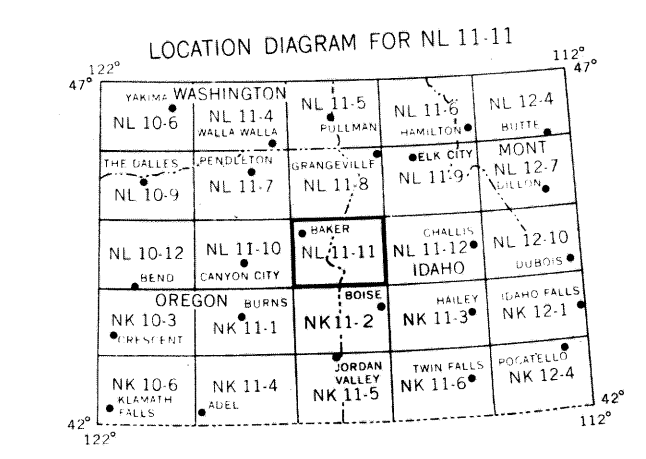 LOCATION DIAGRAM FOR NL 11-11
122° 112°
47° 47°
YAKIMA WASHINGTON
NL 10-6
NL 11-4
WALLA WALLA
NL 11-5
PULLMAN
NL 11-6
HAMILTON
NL 12-4
BUTTE
THE DALLES
NL 10-9
PENDLETON
NL 11-7
GRANGEVILLE
NL 11-8
ELK CITY
NL 11-9
MONT
NL 12-7
DILLON
NL 10-12
BEND
NL 11-10
CANYON CITY
BAKER
NL 11-11
CHALLIS
NL 11-12
IDAHO
NL 12-10
DUBOIS
OREGON
NK 10-3
CRESCENT
BURNS
NK 11-1
BOISE
NK 11-2
HAILEY
NK 11-3
IDAHO FALLS
NK 12-1
NK 10-6
KLAMATH
FALLS
NK 11-4
ADEL
JORDAN
VALLEY
NK 11-5
TWIN FALLS
NK 11-6
POCATELLO
NK 12-4
42° 42°
122° 112°